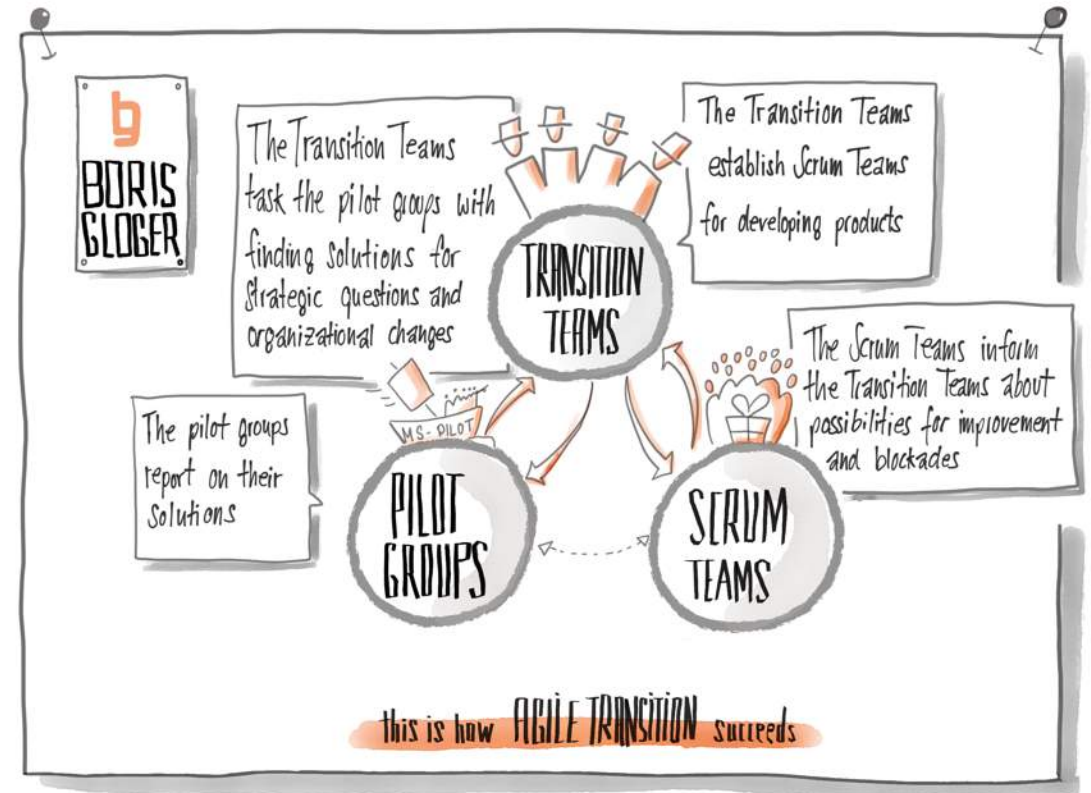 b
BORIS
GLOGER
The Transition Teams
task the pilot groups with
finding solutions for
strategic questions and
organizational changes
The Transition Teams
establish Scrum Teams
for developing products
TRANSITION
TEAMS
The Scrum Teams inform
the Transition Teams about
possibilities for improvement
and blockades
The pilot groups
report on their
solutions
MS-PILOT
PILOT
GROUPS
SCRUM
TEAMS
this is how AGILE TRANSITION succeeds